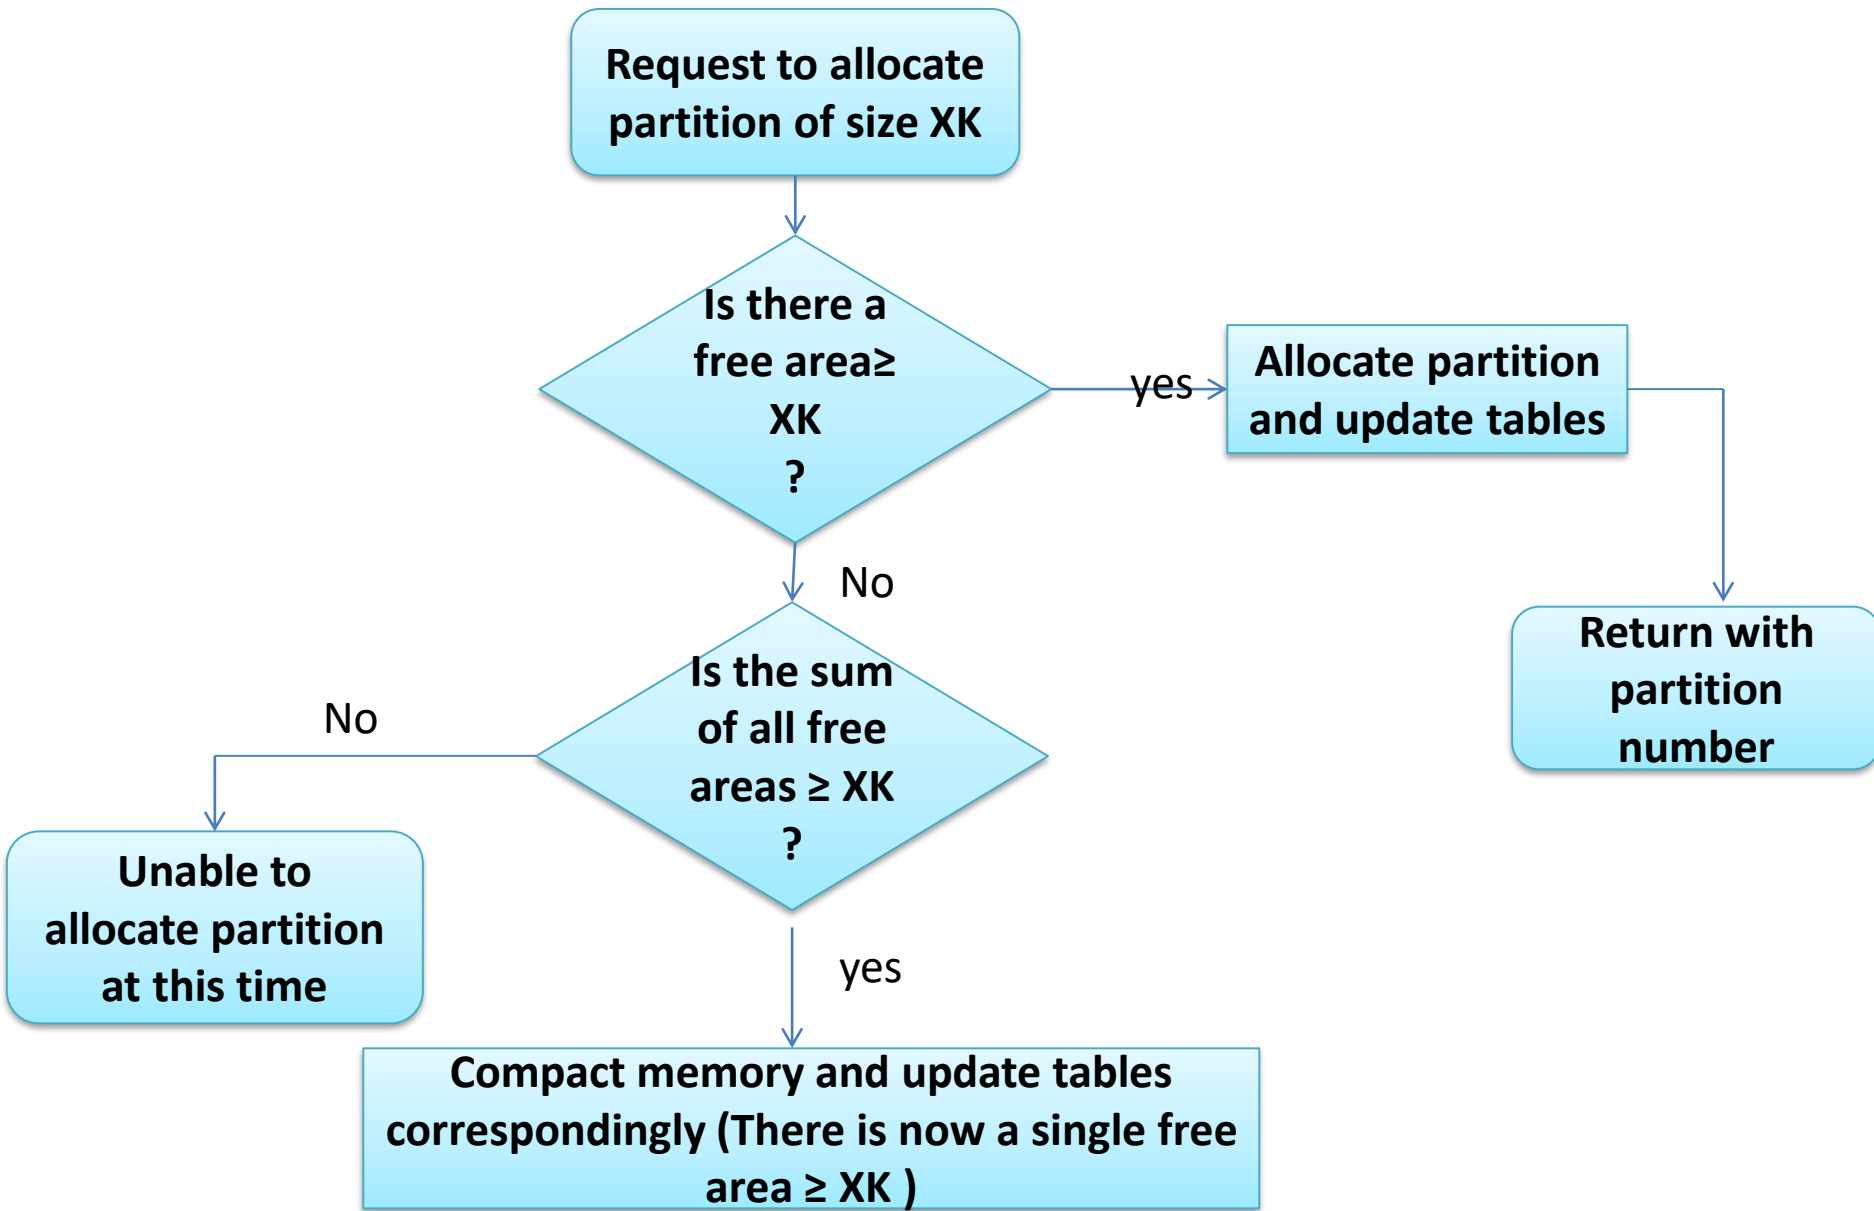 Request to allocate
partition of size XK
Is there a
free area≥
XK
?
yes
Allocate partition
and update tables
No
Return with
partition
number
Is the sum
of all free
areas ≥ XK
?
No
Unable to
allocate partition
at this time
yes
Compact memory and update tables
correspondingly (There is now a single free
area ≥ XK )